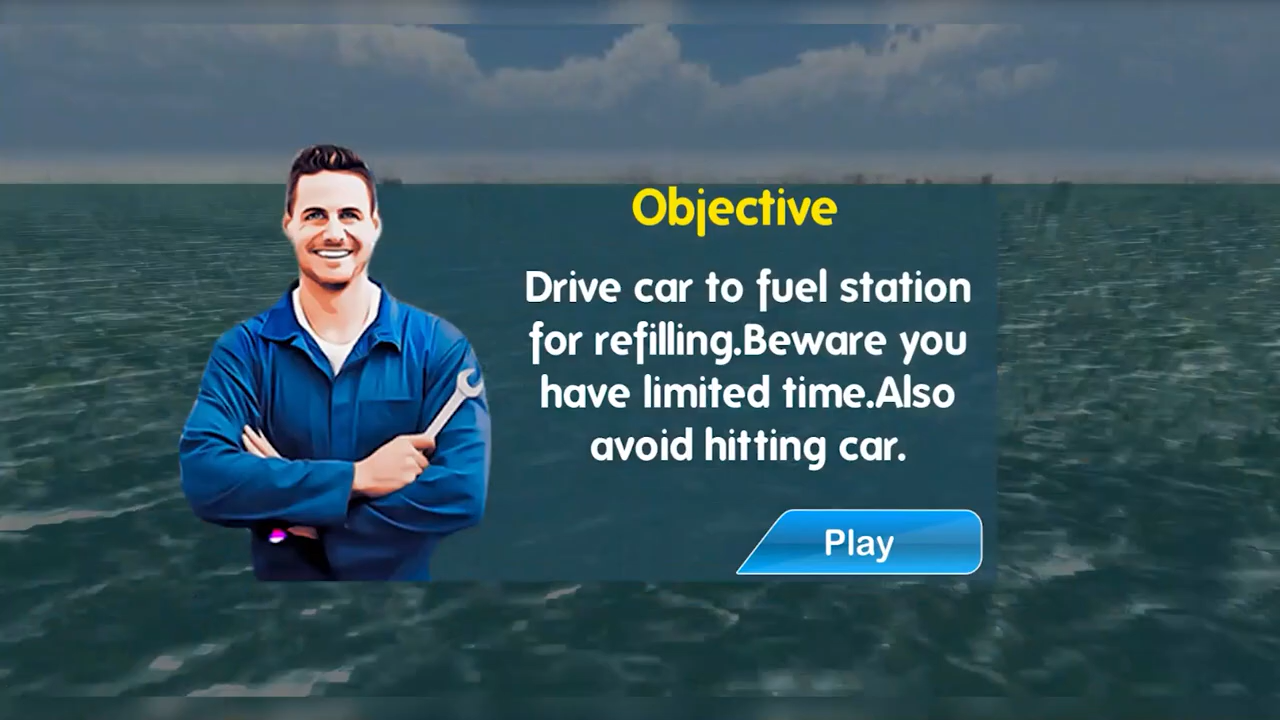 Objective
Drive car to fuel station
for refilling.Beware you
have limited time.Also
avoid hitting car.
Play